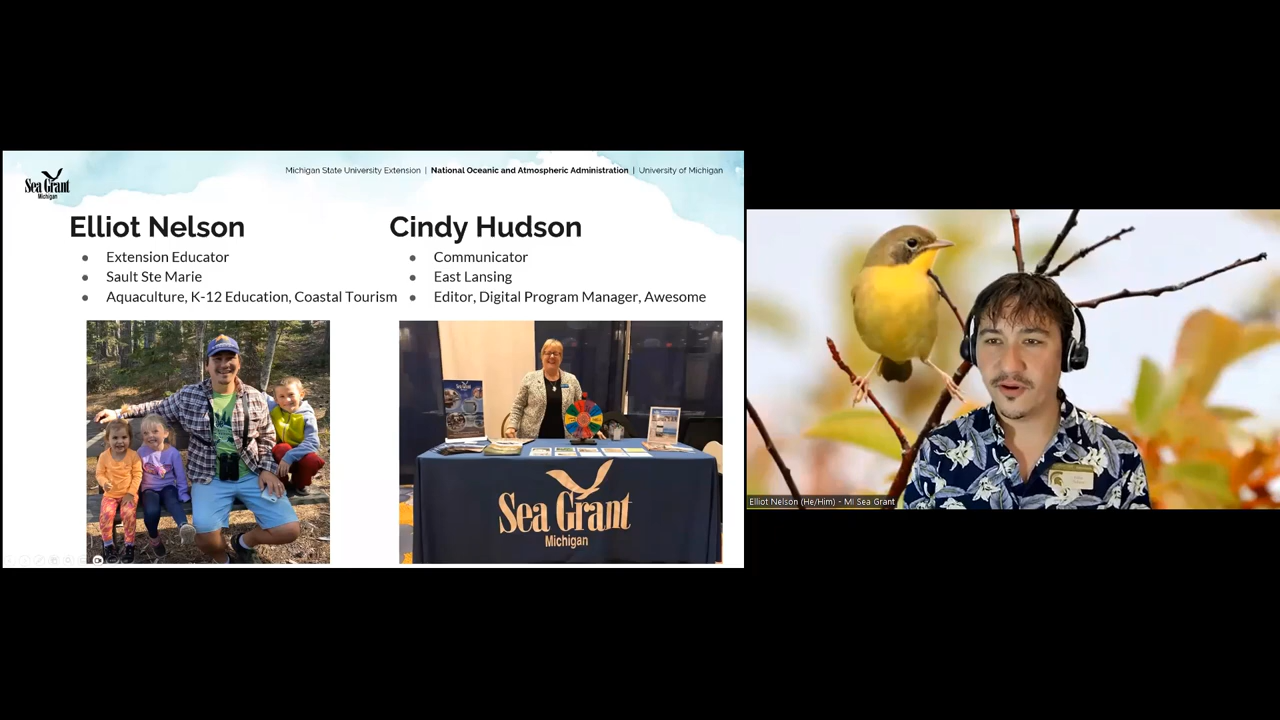 Michigan State University Extension | National Oceanic and Atmospheric Administration | University of Michigan
Sea Grant
Michigan
Elliot Nelson
Extension Educator
Sault Ste Marie
Aquaculture, K-12 Education, Coastal Tourism
Cindy Hudson
Communicator
East Lansing
Editor, Digital Program Manager, Awesome
Sea Grant
Michigan
Elliot Nelson (He/Him) - MI Sea Grant